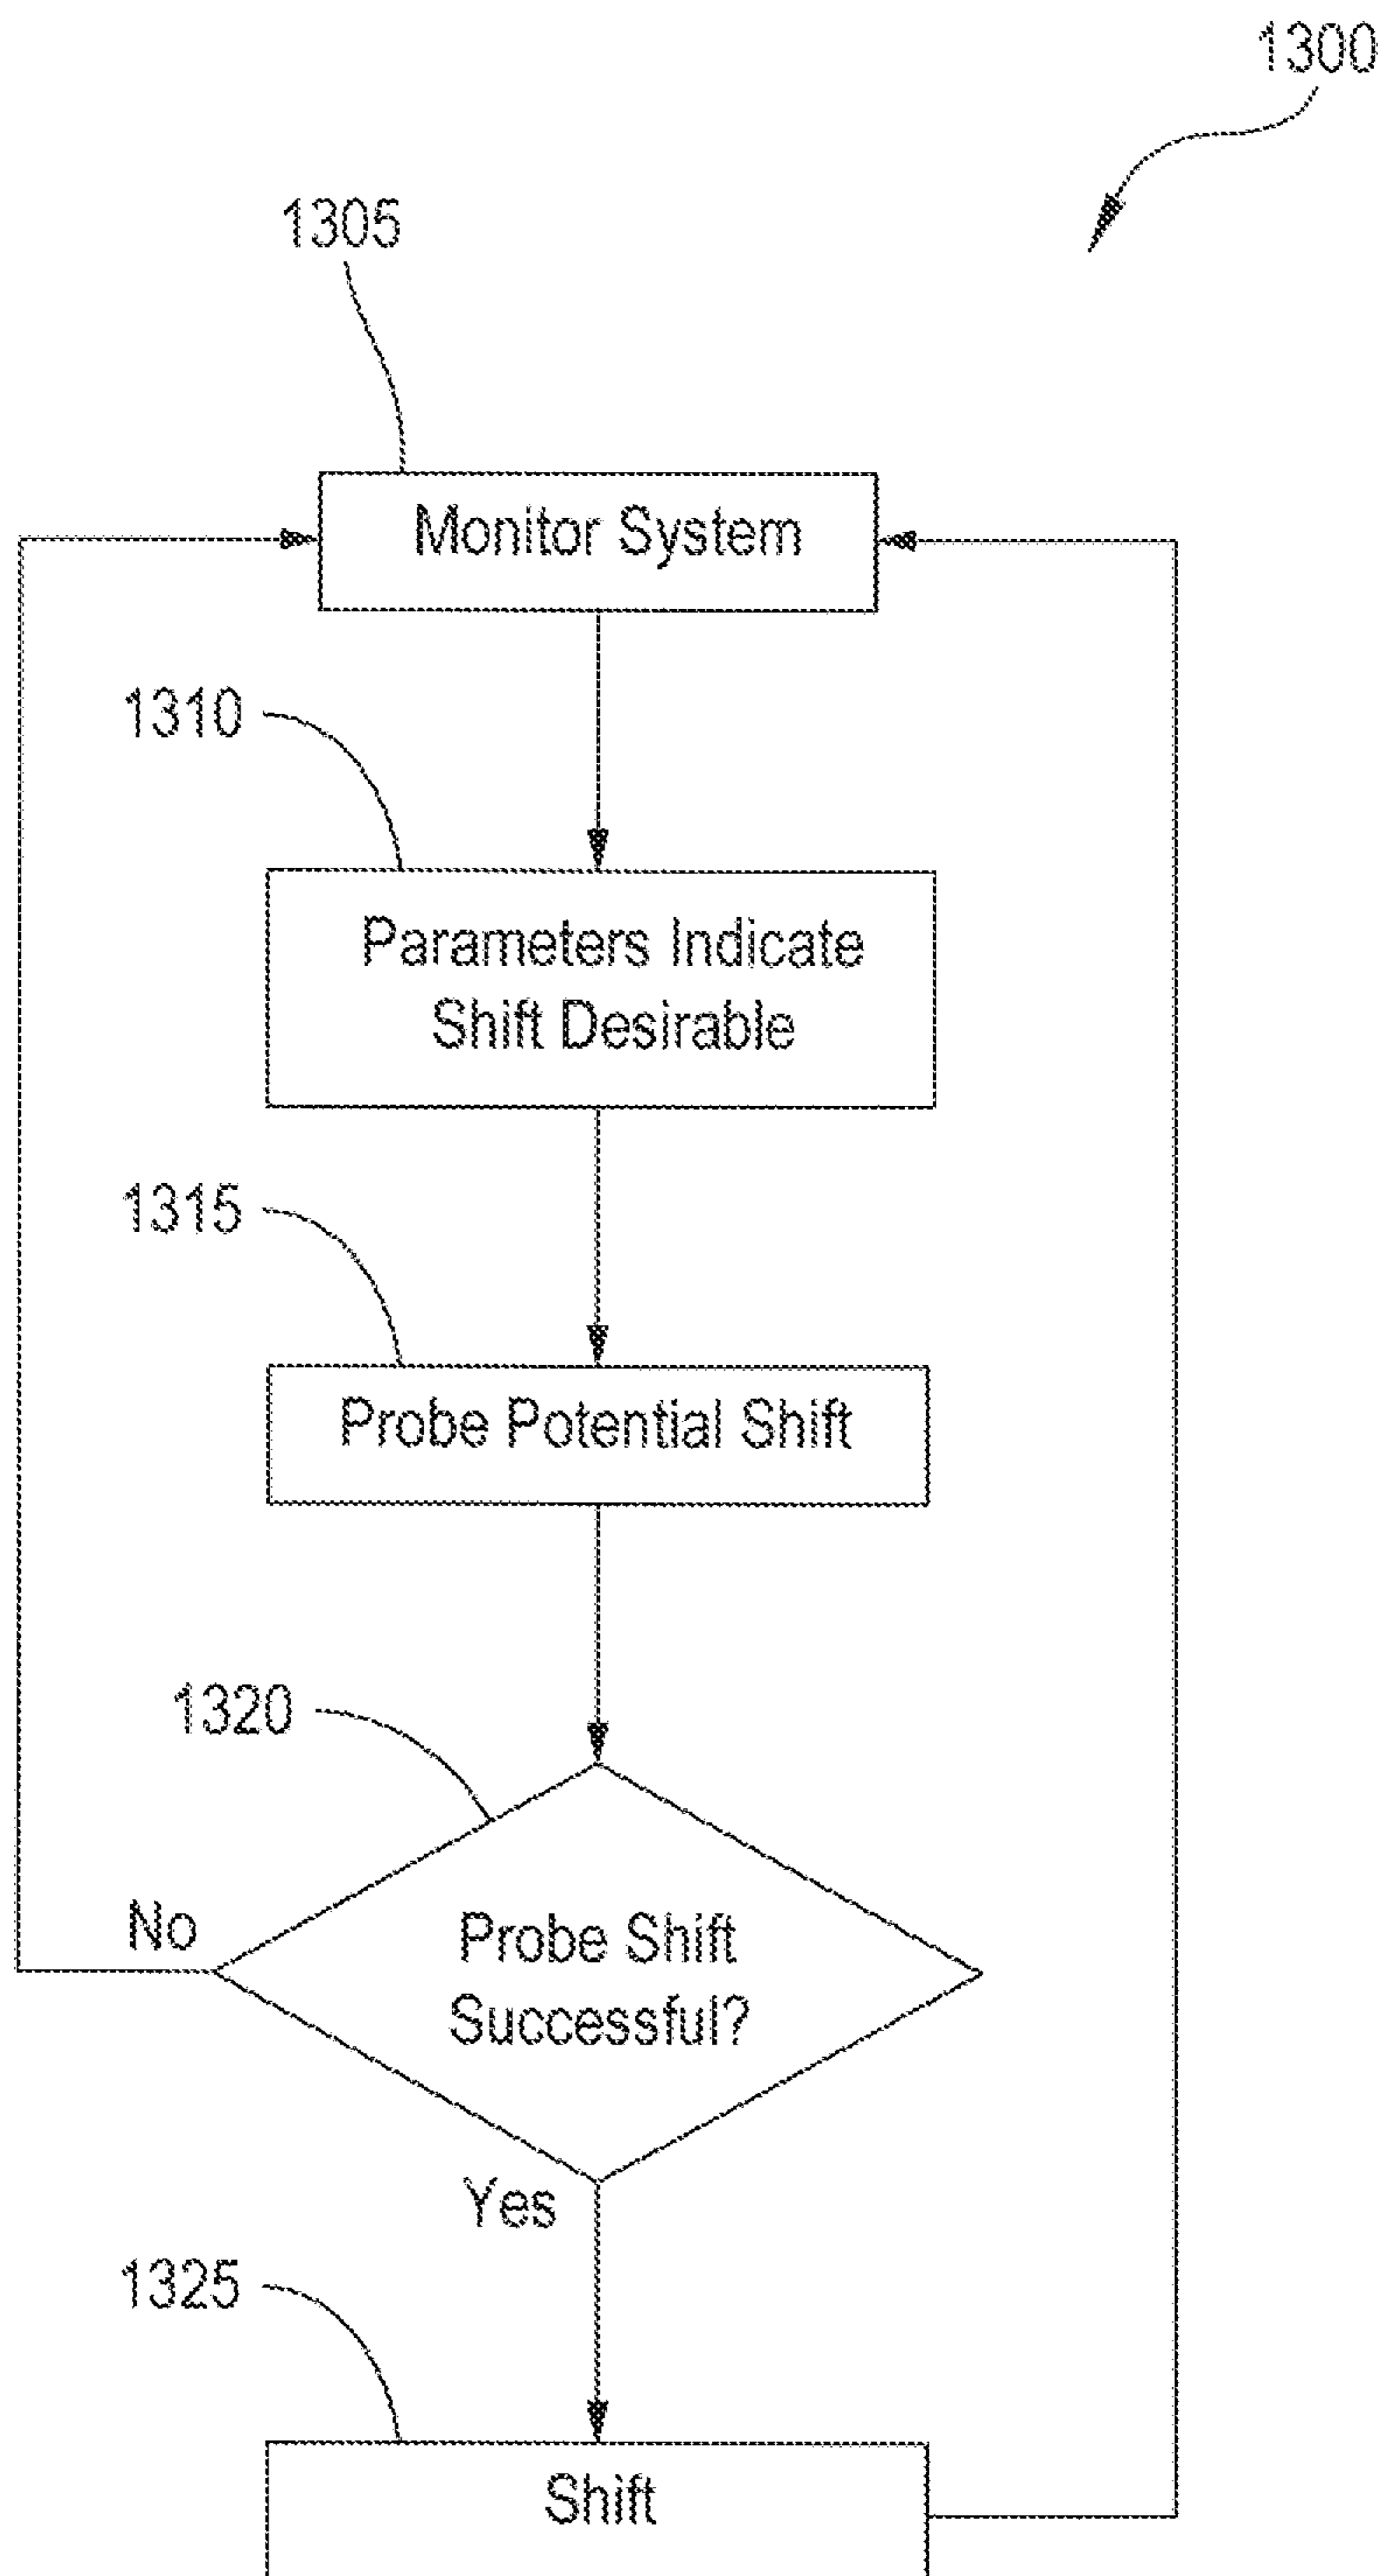 1300
1305
Monitor System
1310
Parameters Indicate
Shift Desirable
1315
Probe Potential Shift
1320
No
Probe Shift
Successful?
Yes
1325
Shift